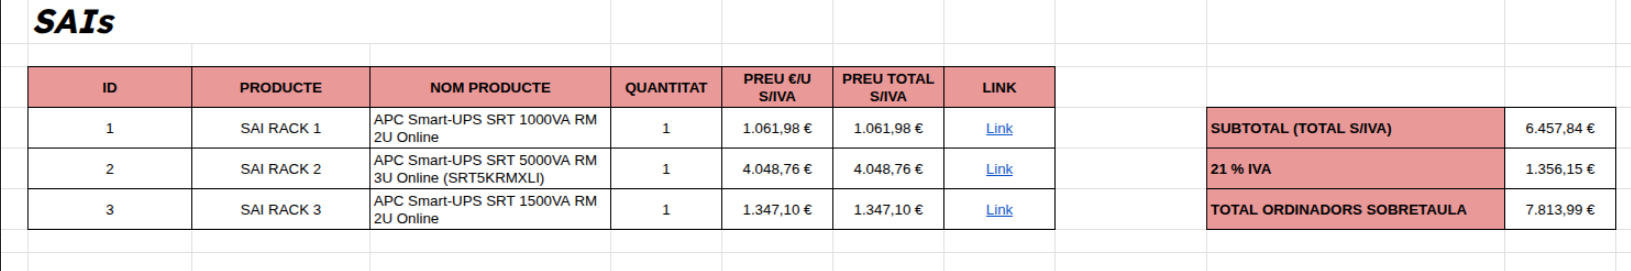 SAIs
ID PRODUCTE NOM PRODUCTE QUANTITAT PREU €/U S/IVA PREU TOTAL S/IVA LINK
1 SAI RACK 1 APC Smart-UPS SRT 1000VA RM 2U Online 1 1.061,98 € 1.061,98 € Link
2 SAI RACK 2 APC Smart-UPS SRT 5000VA RM 3U Online (SRT5KRMXLI) 1 4.048,76 € 4.048,76 € Link
3 SAI RACK 3 APC Smart-UPS SRT 1500VA RM 2U Online 1 1.347,10 € 1.347,10 € Link
SUBTOTAL (TOTAL S/IVA) 6.457,84 €
21 % IVA 1.356,15 €
TOTAL ORDINADORS SOBRETAULA 7.813,99 €